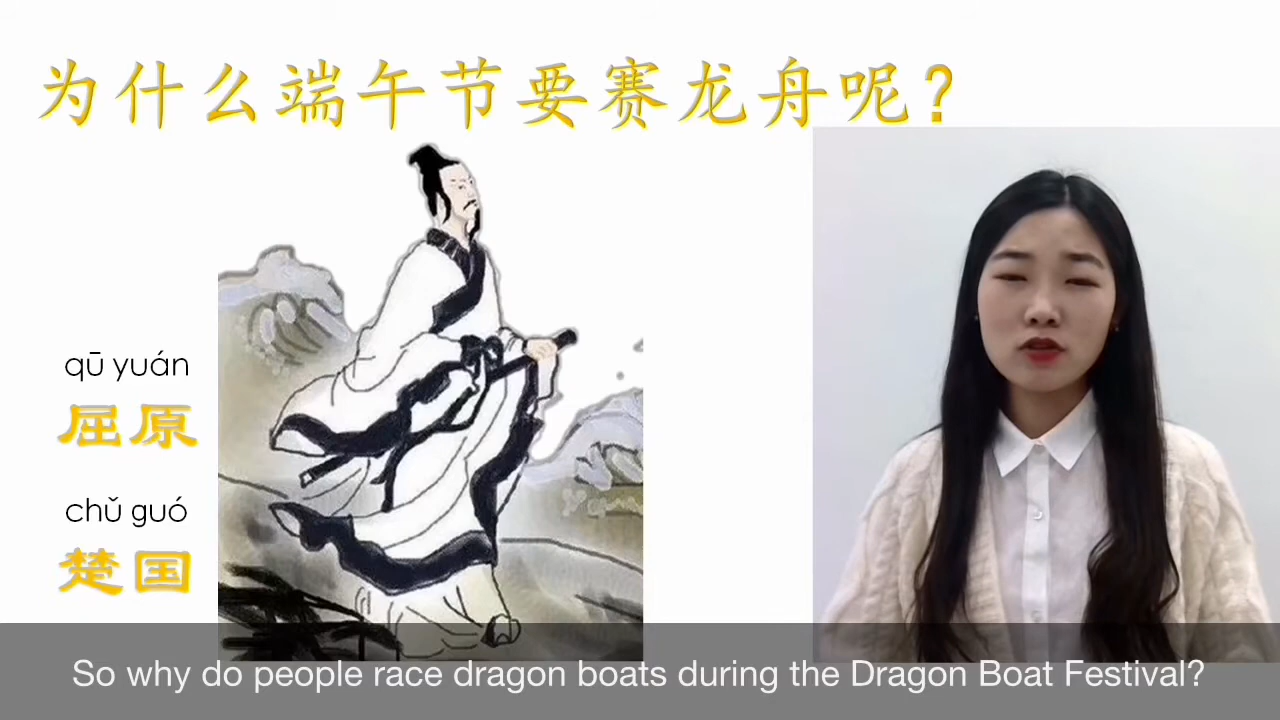 为什么端午节要赛龙舟呢？
qū yuán
屈原
chǔ guó
楚国
So why do people race dragon boats during the Dragon Boat Festival?